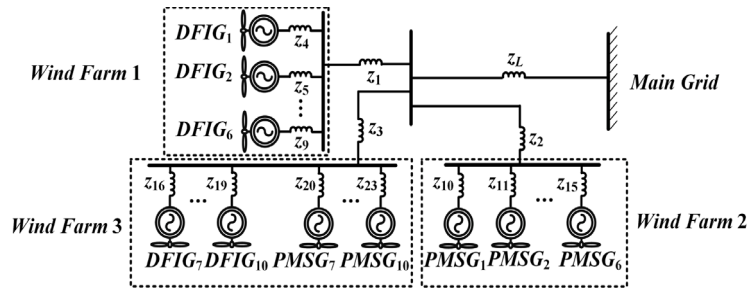 DFIG₁ z₄
z₁ z_L
Wind Farm 1 DFIG₂ z₅ Main Grid
⋮
DFIG₆ z₉ z₃ z₂
z₁₆ ... z₁₉ z₂₀ ... z₂₃ z₁₀ z₁₁ ... z₁₅
Wind Farm 3 Wind Farm 2
DFIG₇ DFIG₁₀ PMSG₇ PMSG₁₀ PMSG₁ PMSG₂ PMSG₆